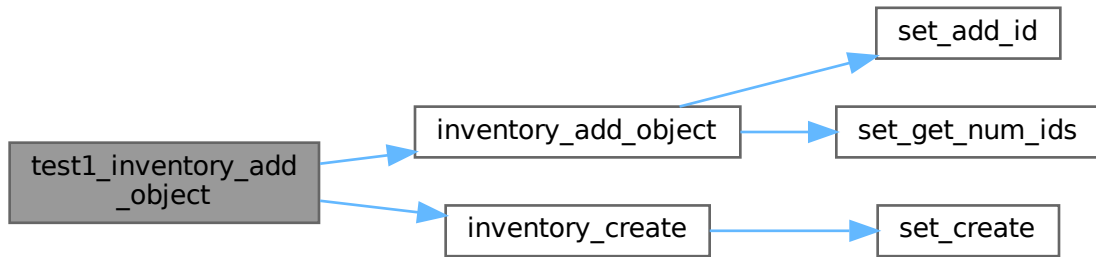 test1_inventory_add
_object
inventory_add_object
set_add_id
set_get_num_ids
inventory_create
set_create